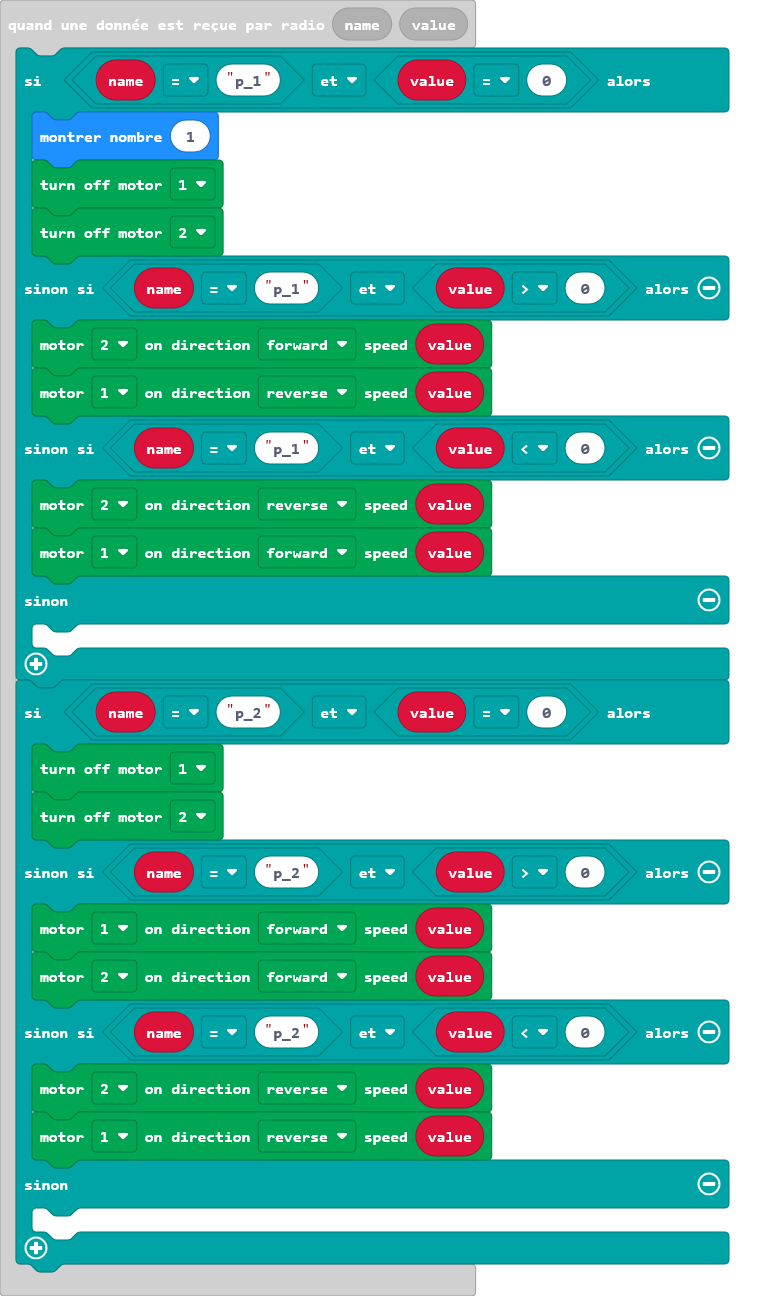 quand une donnée est reçue par radio name value
si name = "p_1" et value = 0 alors
montrer nombre 1
turn off motor 1
turn off motor 2
sinon si name = "p_1" et value > 0 alors
motor 2 on direction forward speed value
motor 1 on direction reverse speed value
sinon si name = "p_1" et value < 0 alors
motor 2 on direction reverse speed value
motor 1 on direction forward speed value
sinon
si name = "p_2" et value = 0 alors
turn off motor 1
turn off motor 2
sinon si name = "p_2" et value > 0 alors
motor 1 on direction forward speed value
motor 2 on direction forward speed value
sinon si name = "p_2" et value < 0 alors
motor 2 on direction reverse speed value
motor 1 on direction reverse speed value
sinon